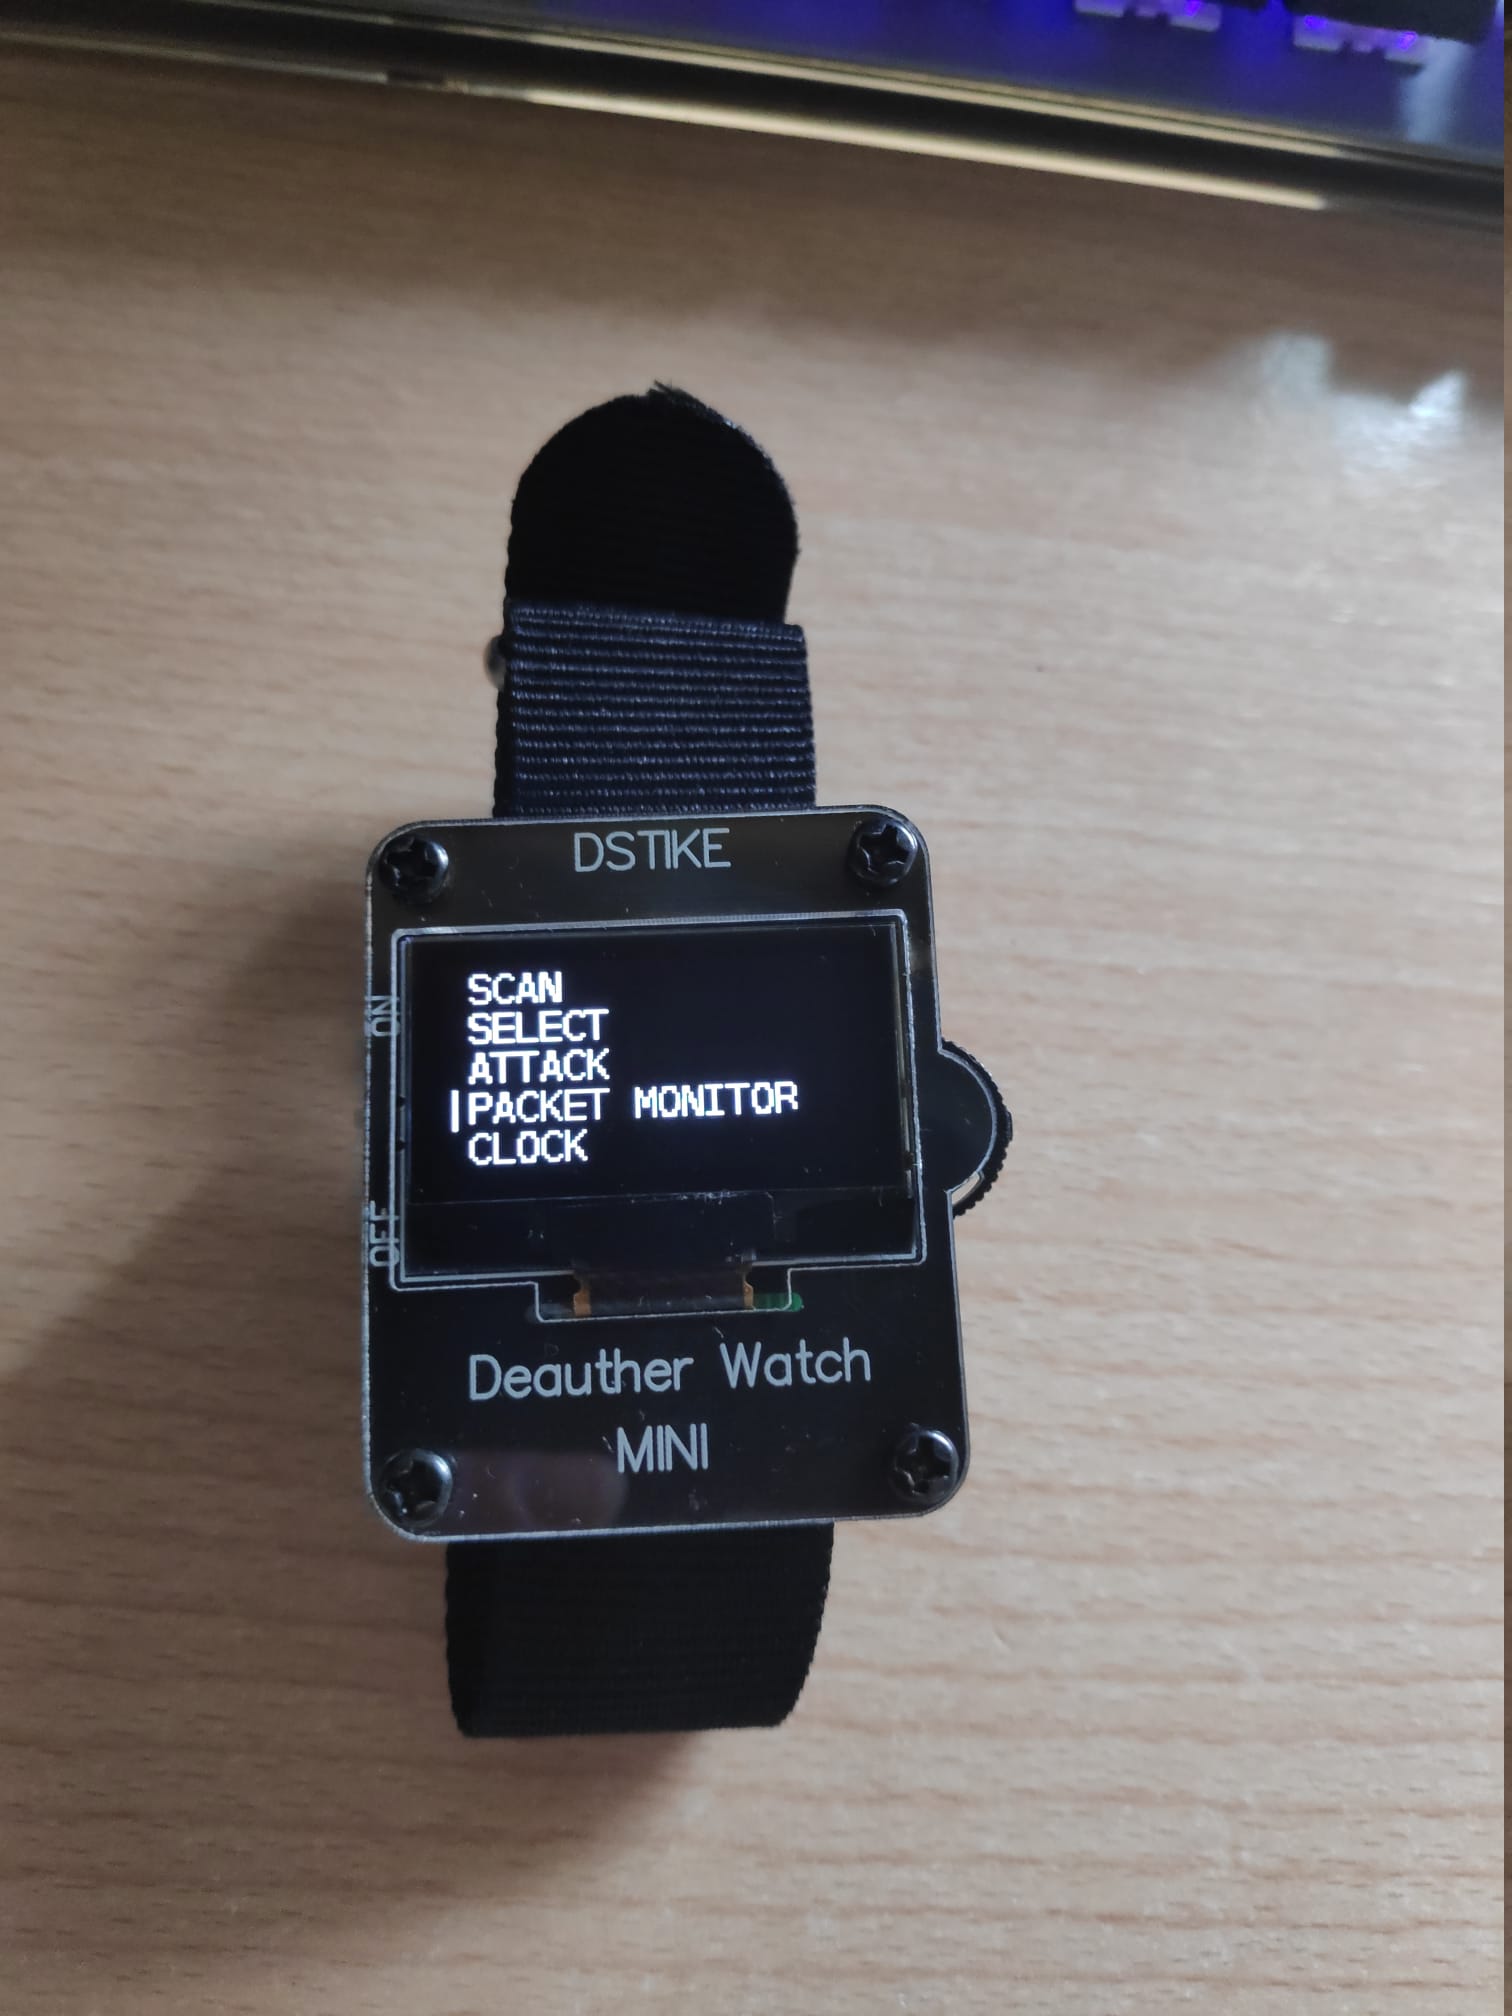 DSTIKE
ON
SCAN
SELECT
ATTACK
PACKET MONITOR
CLOCK
OFF
Deauther Watch
MINI